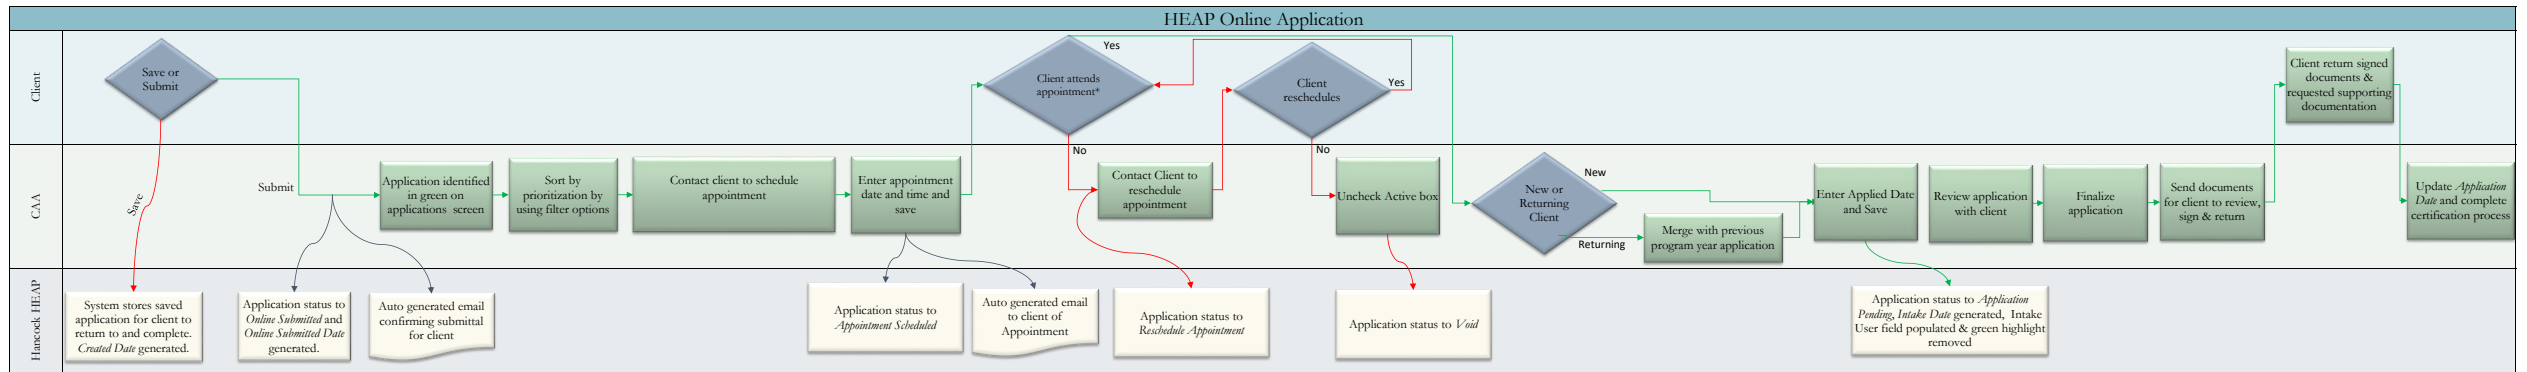 HEAP Online Application
Client
Save or
Submit
Client attends
appointment*
Yes
Client
reschedules
Yes
Client return signed
documents &
requested supporting
documentation
No
No
CAA
Save
Submit
Application identified
in green on
applications screen
Sort by
prioritization by
using filter options
Contact client to schedule
appointment
Enter appointment
date and time and
save
Contact Client to
reschedule
appointment
Uncheck Active box
New or
Returning
Client
New
Returning
Merge with previous
program year application
Enter Applied Date
and Save
Review application
with client
Finalize
application
Send documents
for client to review,
sign & return
Update Application
Date and complete
certification process
Hancock HEAP
System stores saved
application for client to
return to and complete.
Created Date generated.
Application status to
Online Submitted and
Online Submitted Date
generated.
Auto generated email
confirming submittal
for client
Application status to
Appointment Scheduled
Auto generated email
to client of
Appointment
Application status to
Reschedule Appointment
Application status to Void
Application status to Application
Pending, Intake Date generated, Intake
User field populated & green highlight
removed